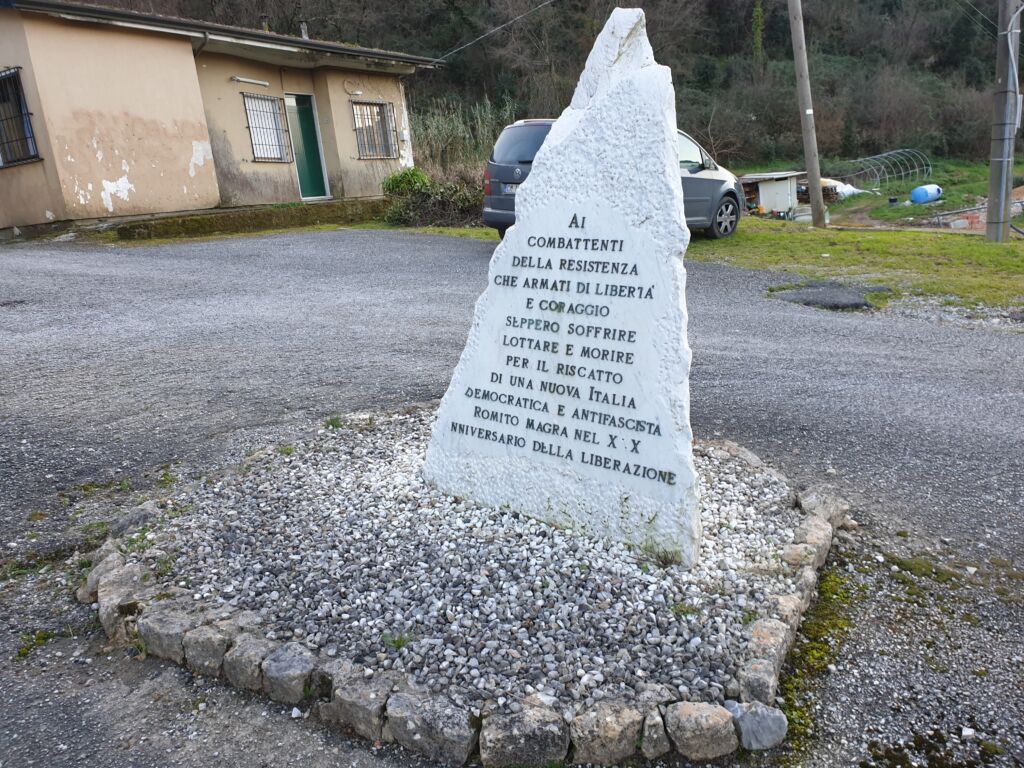 Ai
COMBATTENTI
DELLA RESISTENZA
CHE ARMATI DI LIBERTA'
E CORAGGIO
SEPPERO SOFFRIRE
LOTTARE E MORIRE
PER IL RISCATTO
DI UNA NUOVA ITALIA
DEMOCRATICA E ANTIFASCISTA
ROMITO MAGRA NEL
NNIVERSARIO DELLA LIBERAZIONE